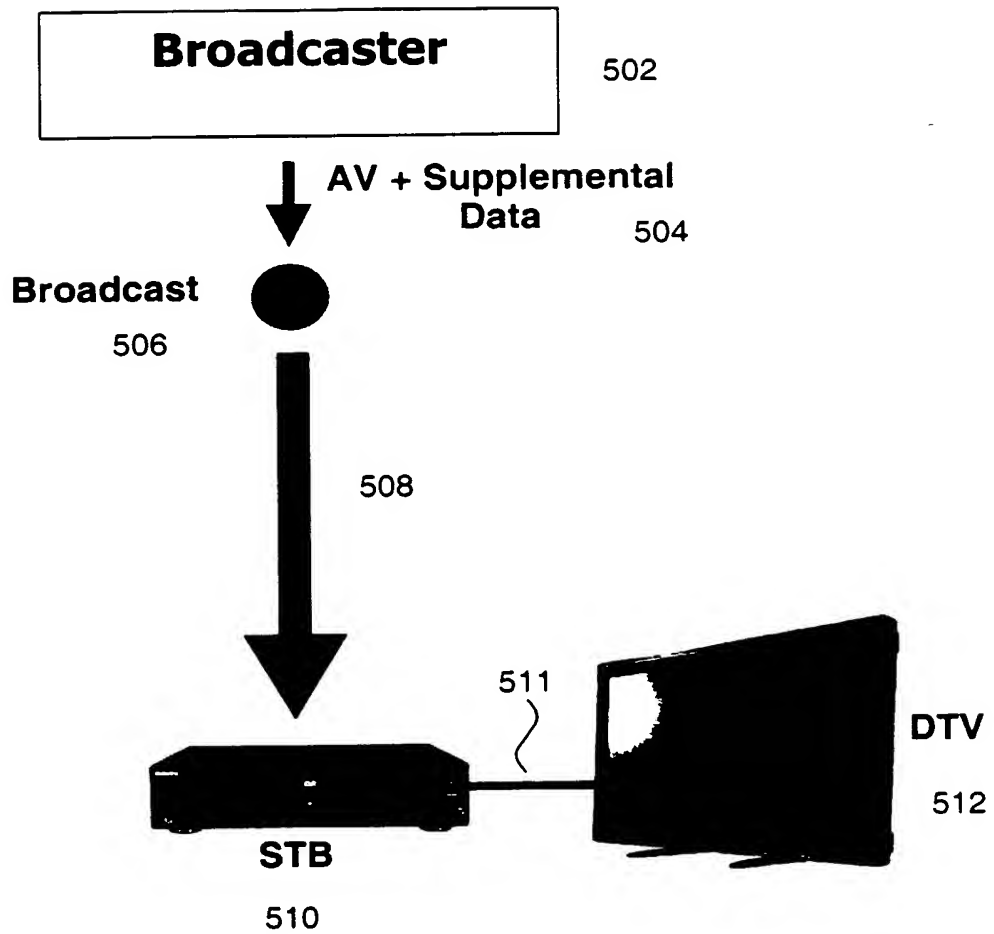 Broadcaster
502
AV + Supplemental
Data
504
Broadcast
506
508
511
DTV
512
STB
510